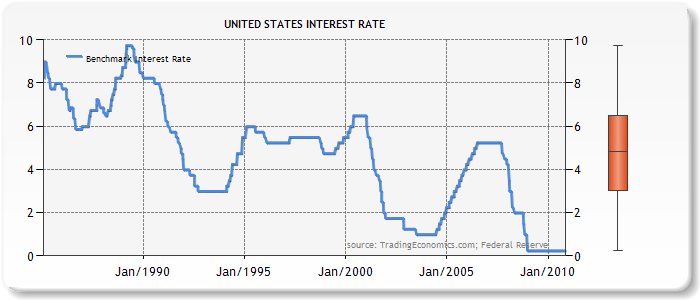 UNITED STATES INTEREST RATE
Benchmark Interest Rate
10 10
8 8
6 6
4 4
2 2
0 0
source: TradingEconomics.com; Federal Reserve
Jan/1990 Jan/1995 Jan/2000 Jan/2005 Jan/2010